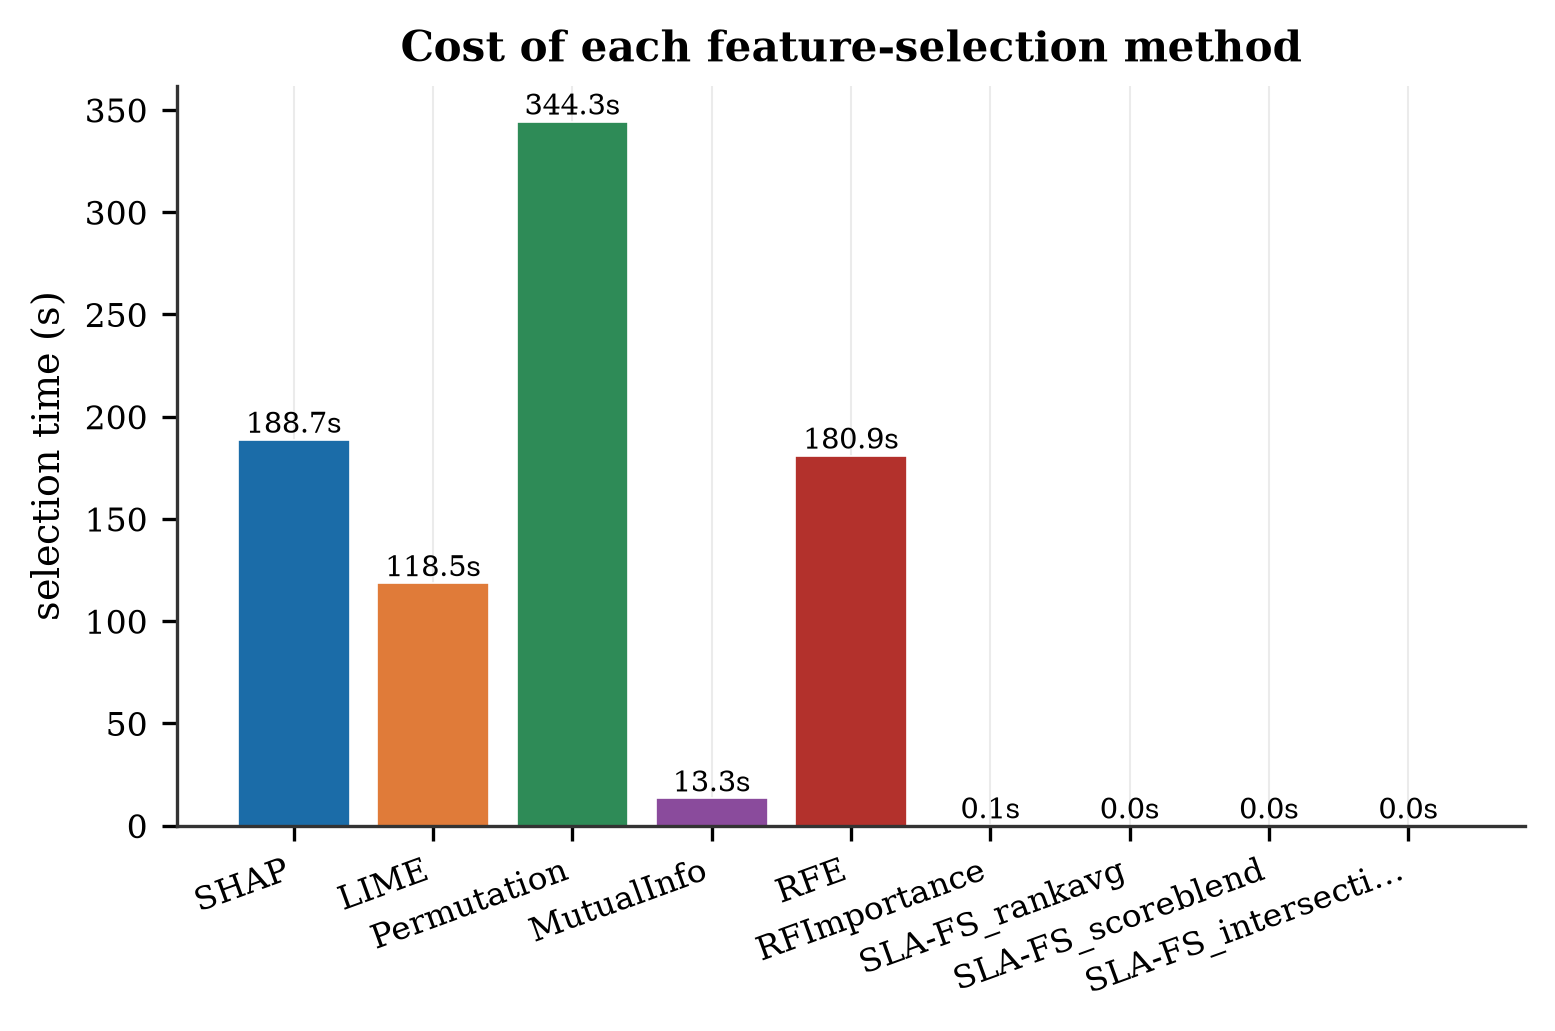 Cost of each feature-selection method
selection time (s)
350
300
250
200
150
100
50
0
188.7s
118.5s
344.3s
13.3s
180.9s
0.1s
0.0s
0.0s
0.0s
SHAP
LIME
Permutation
MutualInfo
RFE
RFImportance
SLA-FS_rankavg
SLA-FS_scoreblend
SLA-FS_intersecti...